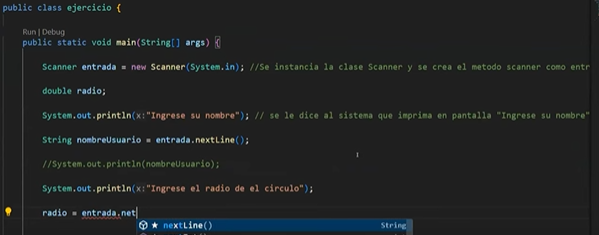 public class ejercicio {
Run | Debug
public static void main(String[] args) {
Scanner entrada = new Scanner(System.in); //Se instancia la clase Scanner y se crea el metodo scanner como entr
double radio;
System.out.println(x:"Ingrese su nombre"); // se le dice al sistema que imprima en pantalla "Ingrese su nombre"
String nombreUsuario = entrada.nextLine();
//System.out.println(nombreUsuario);
System.out.println(x:"Ingrese el radio de el circulo");
radio = entrada.net
nextLine() String